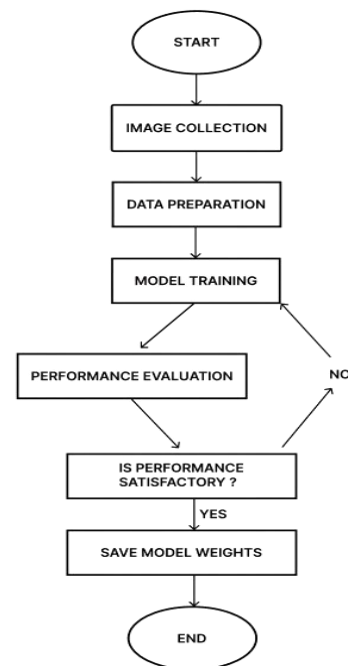 START
IMAGE COLLECTION
DATA PREPARATION
MODEL TRAINING
PERFORMANCE EVALUATION
NO
IS PERFORMANCE
SATISFACTORY ?
YES
SAVE MODEL WEIGHTS
END